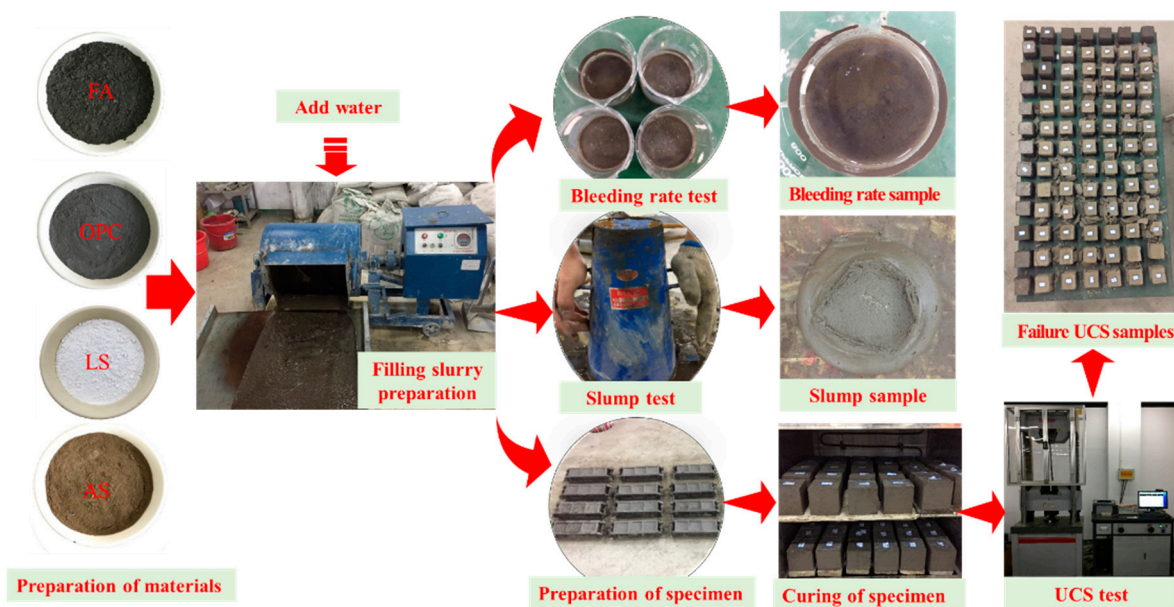 FA
OPC
LS
AS
Preparation of materials
Add water
Filling slurry
preparation
Bleeding rate test
Bleeding rate sample
Slump test
Slump sample
Preparation of specimen
Curing of specimen
UCS test
Failure UCS samples